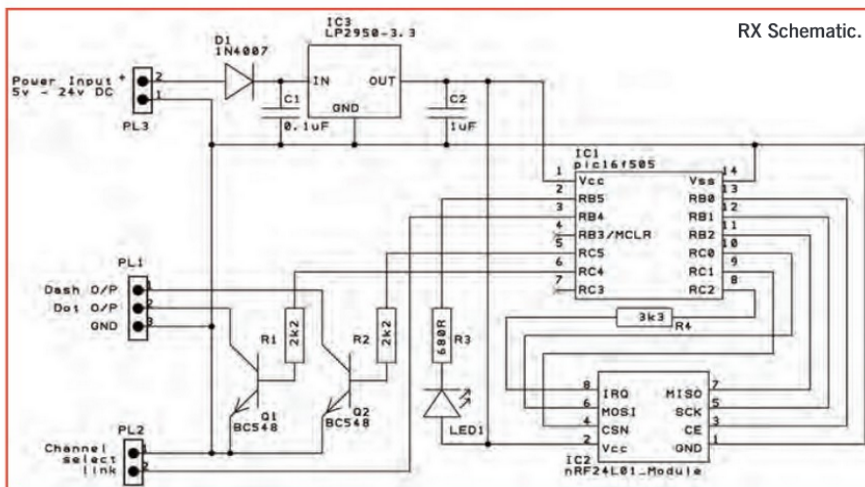 RX Schematic.
IC3
LP2950-3.3
D1
IN4007
IN
OUT
GND
Power Input +
5v - 24v DC
2
1
PL3
C1
0.1uF
C2
1uF
IC1
pic16f505
1
Vcc
Vss
14
2
RB5
RB0
13
3
RB4
RB1
12
4
RB3/MCLR
RB2
11
5
RC5
RC0
10
6
RC4
RC1
9
7
RC3
RC2
8
PL1
Dash O/P
1
Dot O/P
2
GND
3
R1
2k2
R2
2k2
680R
R3
3k3
R4
Q1
BC548
Q2
BC548
LED1
8
IRQ
MISO
7
6
MOSI
SCK
5
4
CSN
CE
3
2
Vcc
GND
1
IC2
nRF24L01_Module
PL2
Channel
select
link
1
2